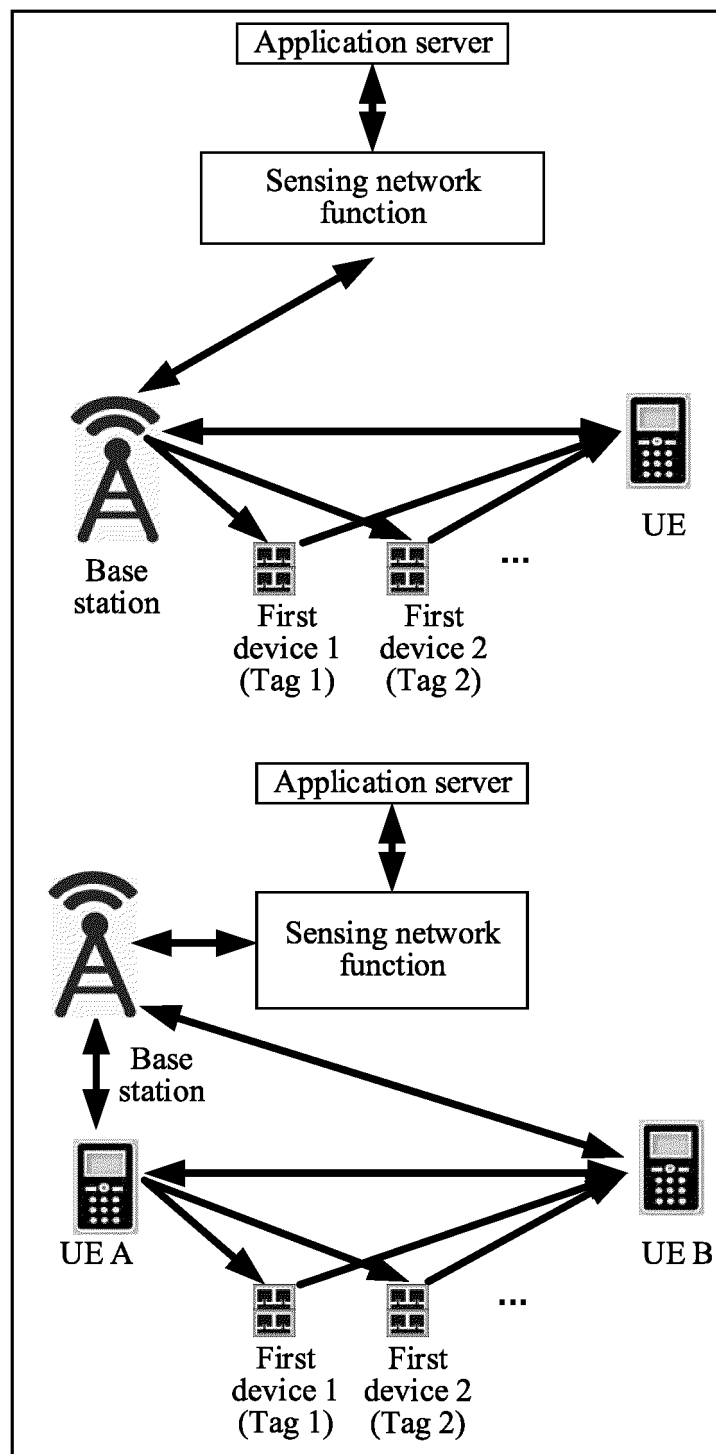 Application server
Sensing network
function
Base
station
UE
First
device 1
(Tag 1)
First
device 2
(Tag 2)
...
Application server
Sensing network
function
Base
station
UE A
UE B
First
device 1
(Tag 1)
First
device 2
(Tag 2)
...